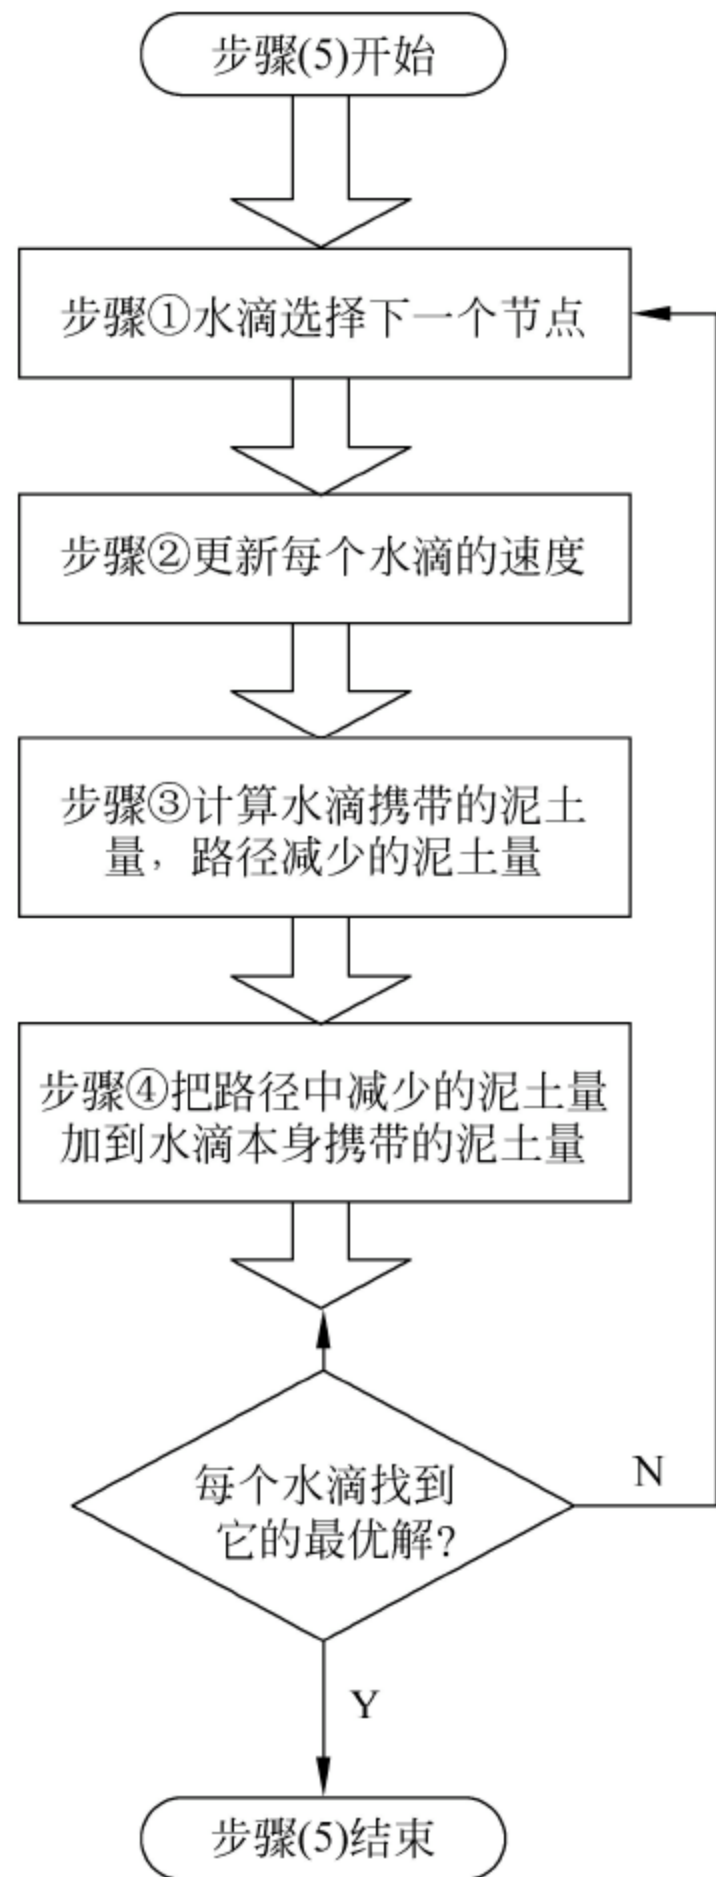 步骤(5)开始
步骤①水滴选择下一个节点
步骤②更新每个水滴的速度
步骤③计算水滴携带的泥土
量，路径减少的泥土量
步骤④把路径中减少的泥土量
加到水滴本身携带的泥土量
每个水滴找到
它的最优解?
N
Y
步骤(5)结束